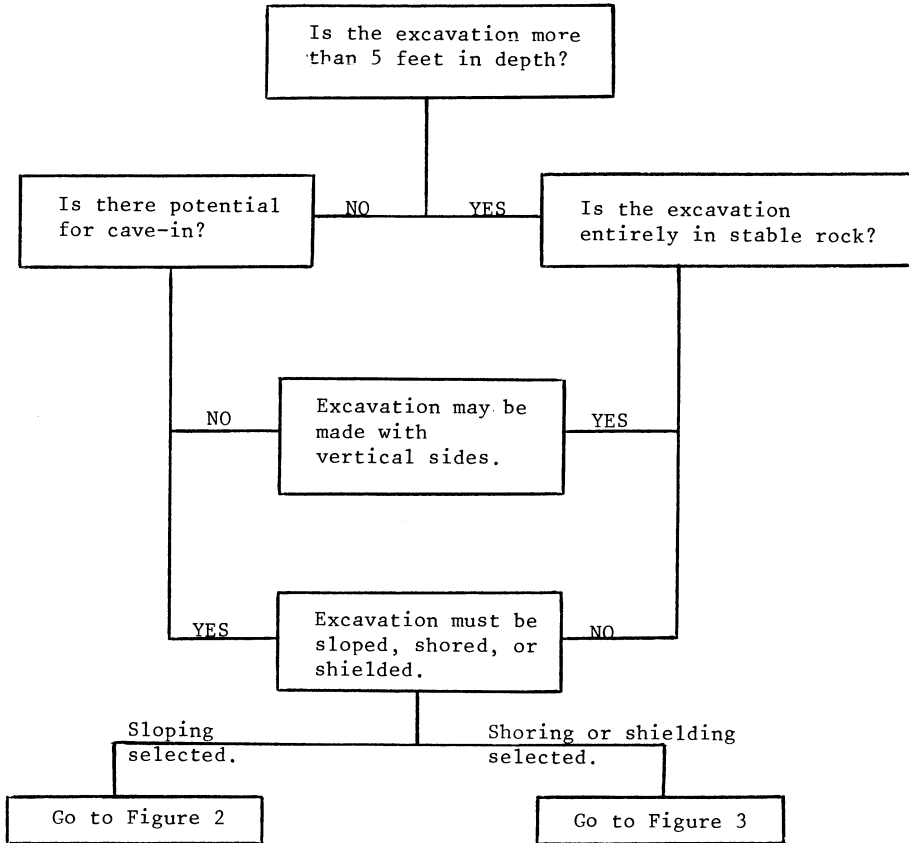 Is the excavation more
than 5 feet in depth?
Is there potential
for cave-in?
NO
YES
Is the excavation
entirely in stable rock?
NO
Excavation may be
made with
vertical sides.
YES
YES
Excavation must be
sloped, shored, or
shielded.
NO
Sloping
selected.
Shoring or shielding
selected.
Go to Figure 2
Go to Figure 3